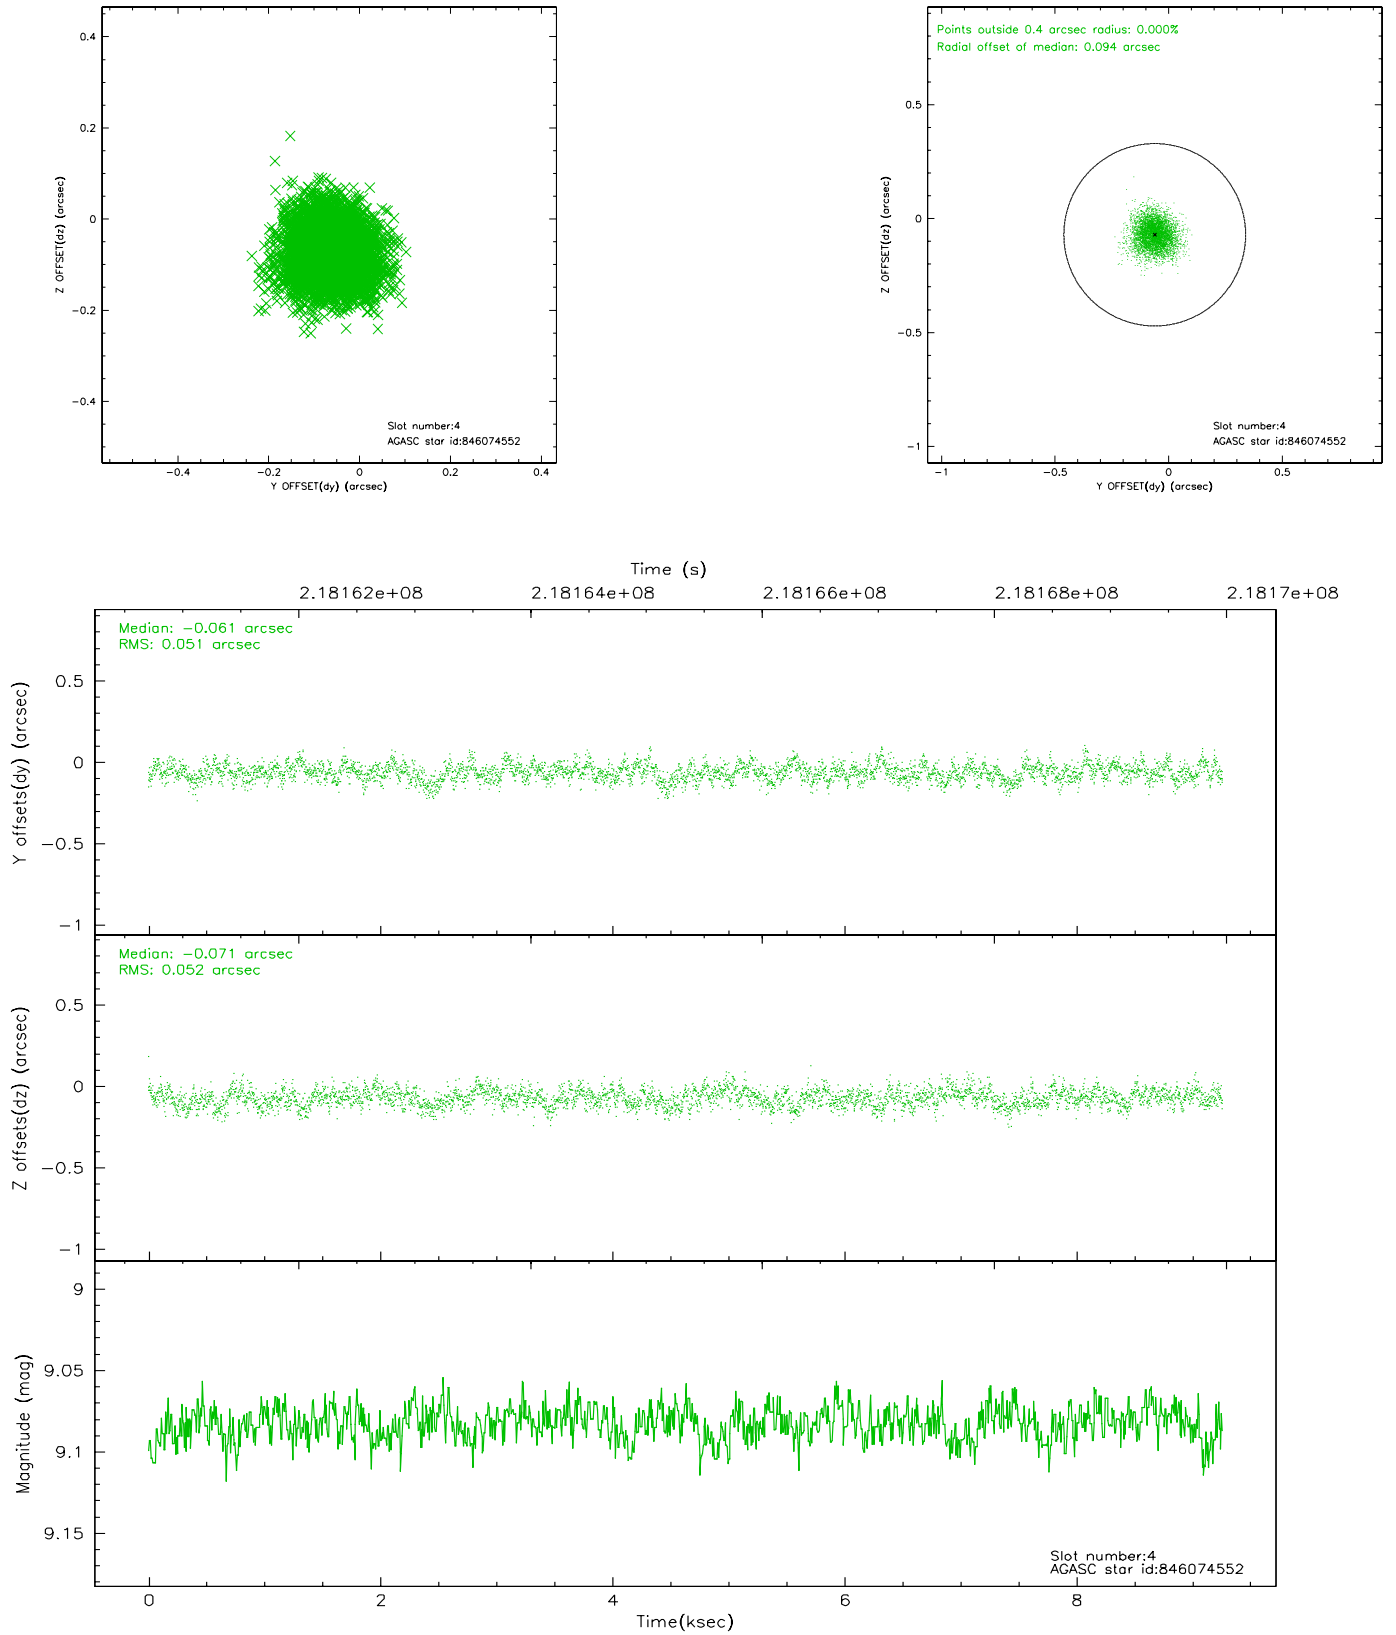 0.4
0.2
0
−0.2
−0.4
Z OFFSET(dz) (arcsec)
Slot number:4
AGASC star id:846074552
−0.4 −0.2 0 0.2 0.4
Y OFFSET(dy) (arcsec)
Points outside 0.4 arcsec radius: 0.000%
Radial offset of median: 0.094 arcsec
0.5
0
−0.5
−1
Z OFFSET(dz) (arcsec)
Slot number:4
AGASC star id:846074552
−1 −0.5 0 0.5
Y OFFSET(dy) (arcsec)
Time (s)
2.18162e+08 2.18164e+08 2.18166e+08 2.18168e+08 2.1817e+08
Median: −0.061 arcsec
RMS: 0.051 arcsec
0.5
0
−0.5
−1
Y offsets(dy) (arcsec)
Median: −0.071 arcsec
RMS: 0.052 arcsec
0.5
0
−0.5
−1
Z offsets(dz) (arcsec)
9
9.05
9.1
9.15
Magnitude (mag)
Slot number:4
AGASC star id:846074552
0 2 4 6 8
Time(ksec)